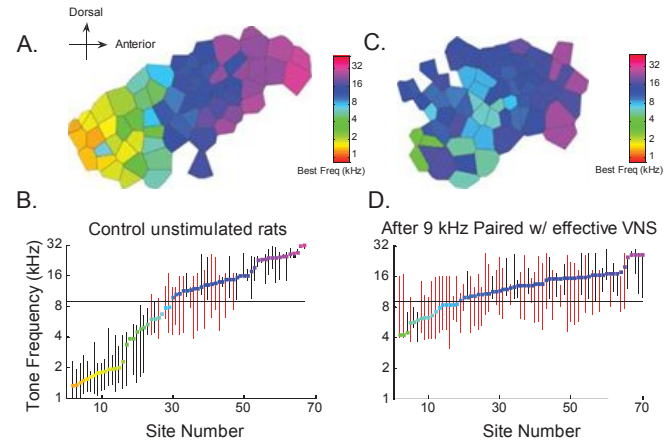 A.
Dorsal
Anterior
32
16
8
4
2
1
Best Freq (kHz)
C.
32
16
8
4
2
1
Best Freq (kHz)
B.
Control unstimulated rats
Tone Frequency (kHz)
32
16
8
4
2
1
10
30
50
70
Site Number
D.
After 9 kHz Paired w/ effective VNS
32
16
8
4
2
1
10
30
50
70
Site Number